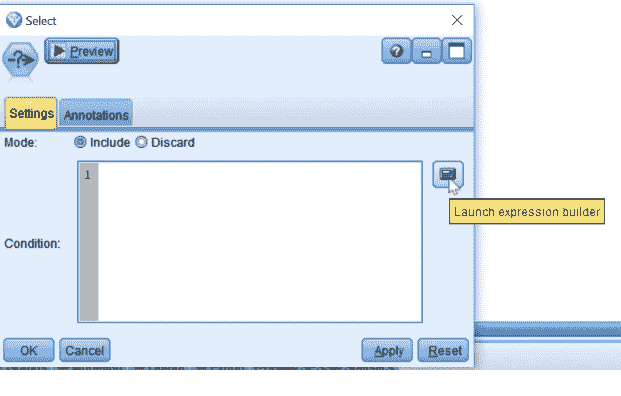 Select
Preview
Settings Annotations
Mode: Include Discard
1
Launch expression builder
Condition:
OK Cancel Apply Reset